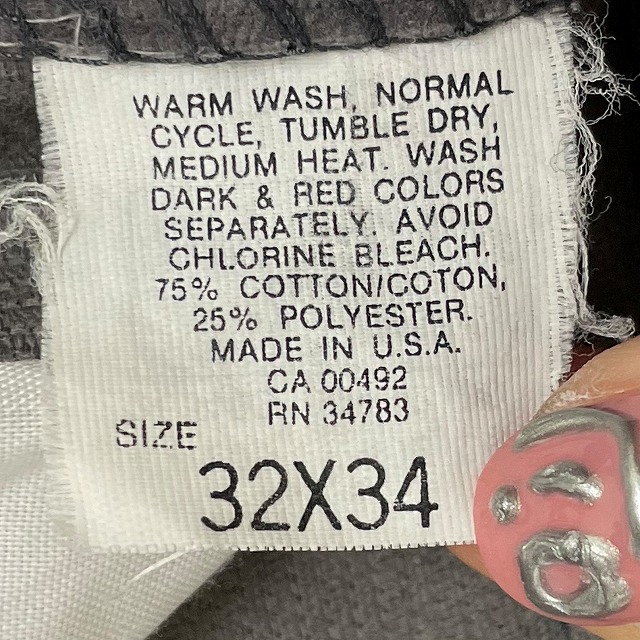 WARM WASH, NORMAL
CYCLE, TUMBLE DRY,
MEDIUM HEAT. WASH
DARK & RED COLORS
SEPARATELY. AVOID
CHLORINE BLEACH.
75% COTTON/COTON,
25% POLYESTER.
MADE IN U.S.A.
CA 00492
RN 34783
SIZE
32X34